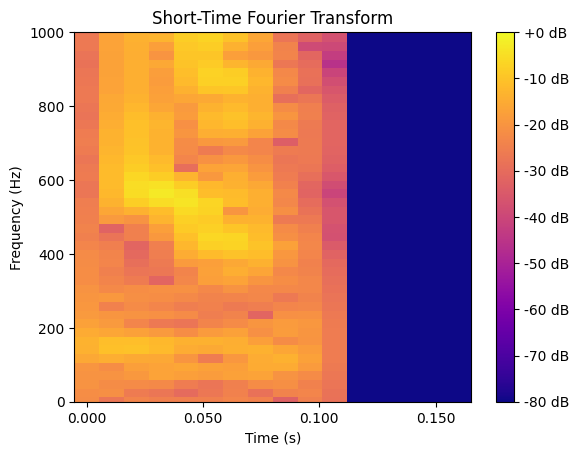 Short-Time Fourier Transform
1000
800
600
400
200
0
Frequency (Hz)
0.000
0.050
0.100
0.150
Time (s)
+0 dB
-10 dB
-20 dB
-30 dB
-40 dB
-50 dB
-60 dB
-70 dB
-80 dB